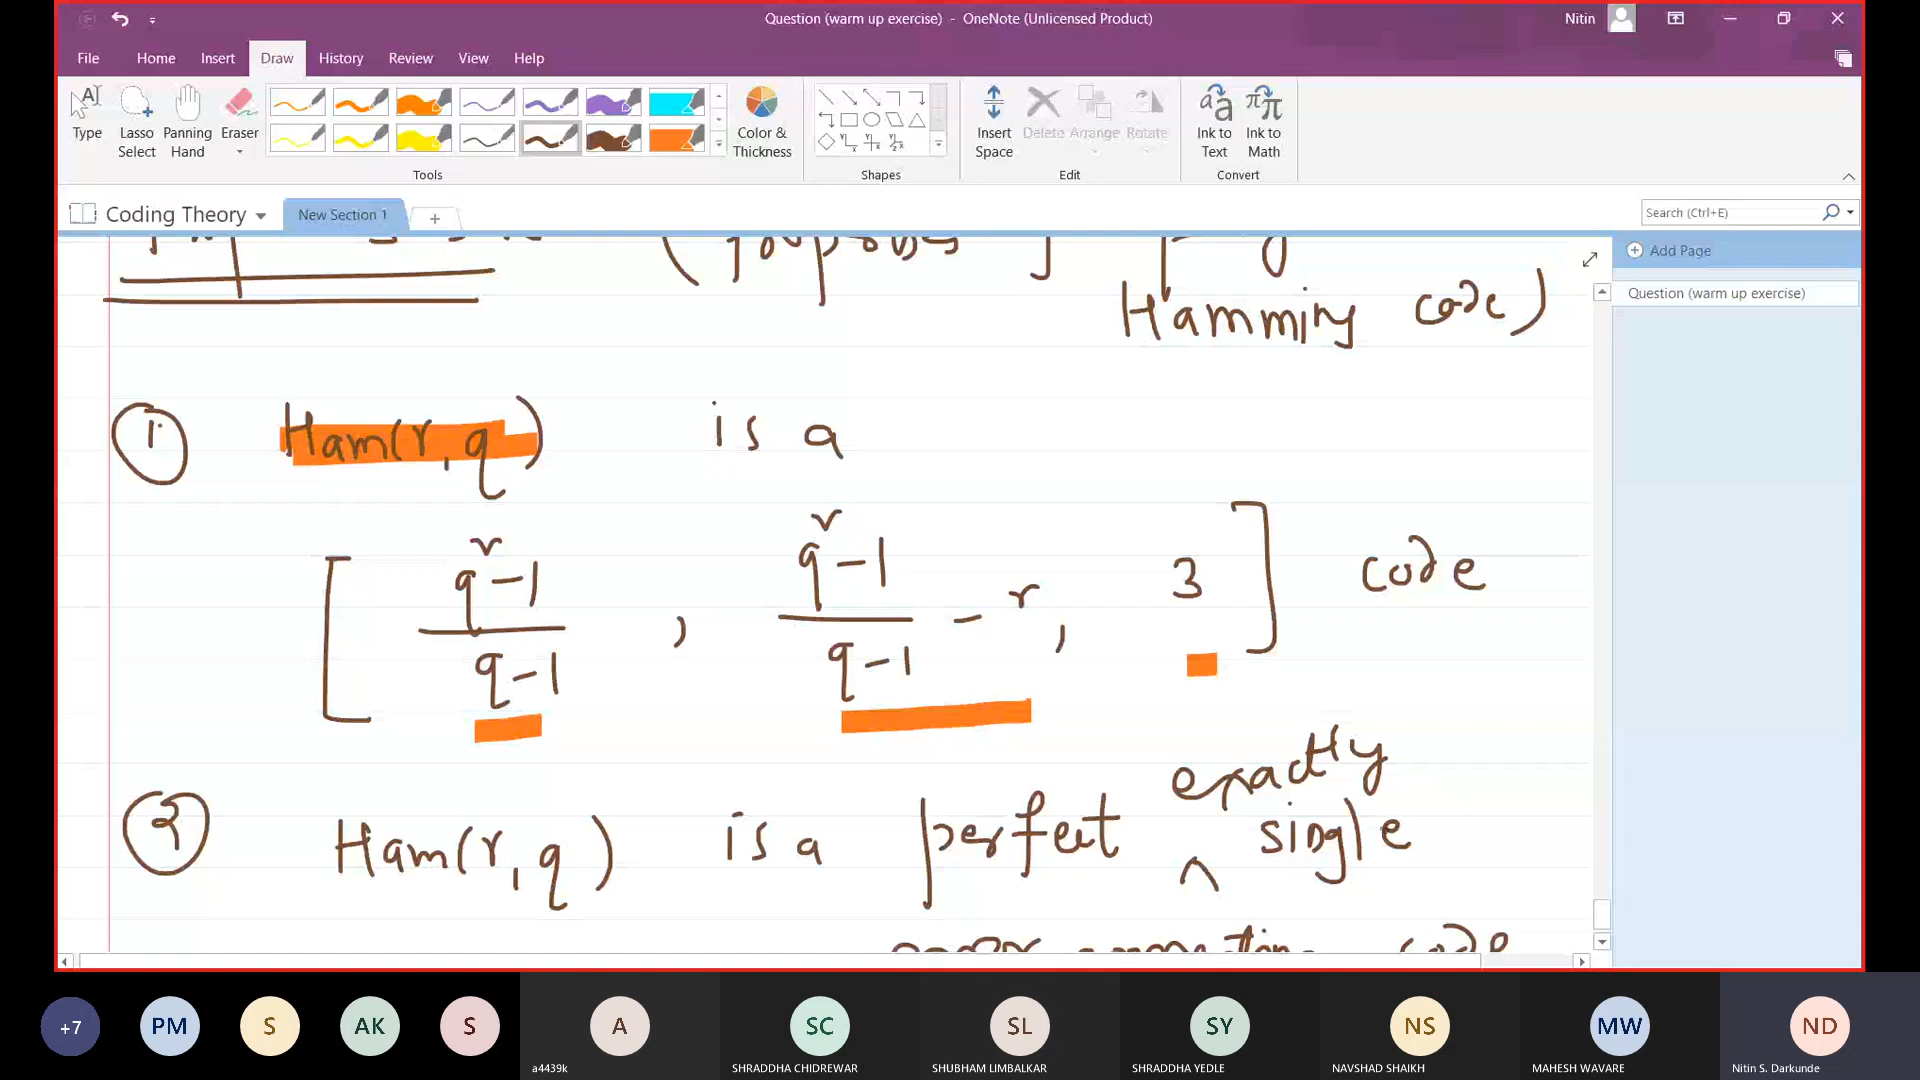 Question (warm up exercise) - OneNote (Unlicensed Product)
Nitin
File Home Insert Draw History Review View Help
Type
Lasso Select
Panning Hand
Eraser
Color & Thickness
Insert Space
Delete Arrange Rotate
Ink to Text
Ink to Math
Tools Shapes Edit Convert
Coding Theory New Section 1
Search (Ctrl+E)
Add Page
Question (warm up exercise)
Hamming code)
① Ham(r,q) is a
[ q^r-1 / q-1 , q^r-1 / q-1 - r, 3 ] code
② Ham(r,q) is a perfect ^ exactly single
code
+7 PM S AK S A SC SL SY NS MW ND
a4439k SHRADDHA CHIDREWAR SHUBHAM LIMBALKAR SHRADDHA YEDLE NAVSHAD SHAIKH MAHESH WAVARE Nitin S. Darkunde